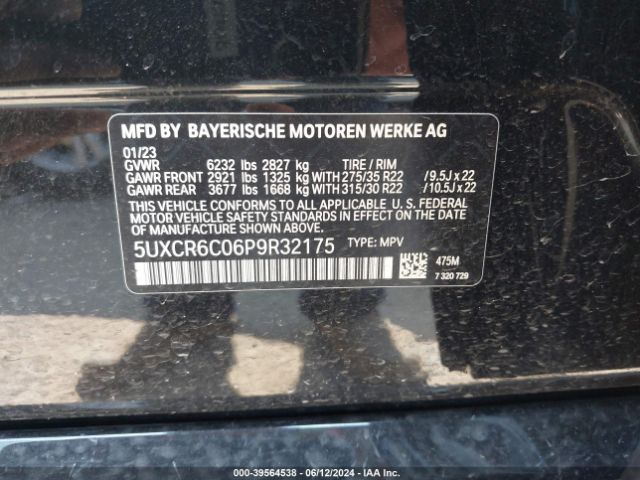 MFD BY BAYERISCHE MOTOREN WERKE AG
01/23
GVWR 6232 lbs 2827 kg TIRE / RIM
GAWR FRONT 2921 lbs 1325 kg WITH 275/35 R22 / 9.5J x 22
GAWR REAR 3677 lbs 1668 kg WITH 315/30 R22 / 10.5J x 22
THIS VEHICLE CONFORMS TO ALL APPLICABLE U. S. FEDERAL
MOTOR VEHICLE SAFETY STANDARDS IN EFFECT ON THE DATE
OF MANUFACTURE SHOWN ABOVE.
5UXCR6C06P9R32175 TYPE: MPV
475M
7 320 729
000-39564538 - 06/12/2024 - IAA Inc.